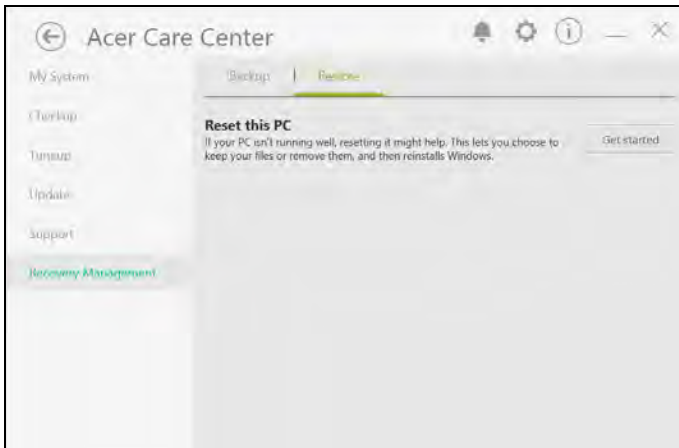 Acer Care Center
My System
Backup | Restore
Checkup
Reset this PC
If your PC isn't running well, resetting it might help. This lets you choose to
keep your files or remove them, and then reinstalls Windows.
Get started
Tuneup
Update
Support
Recovery Management